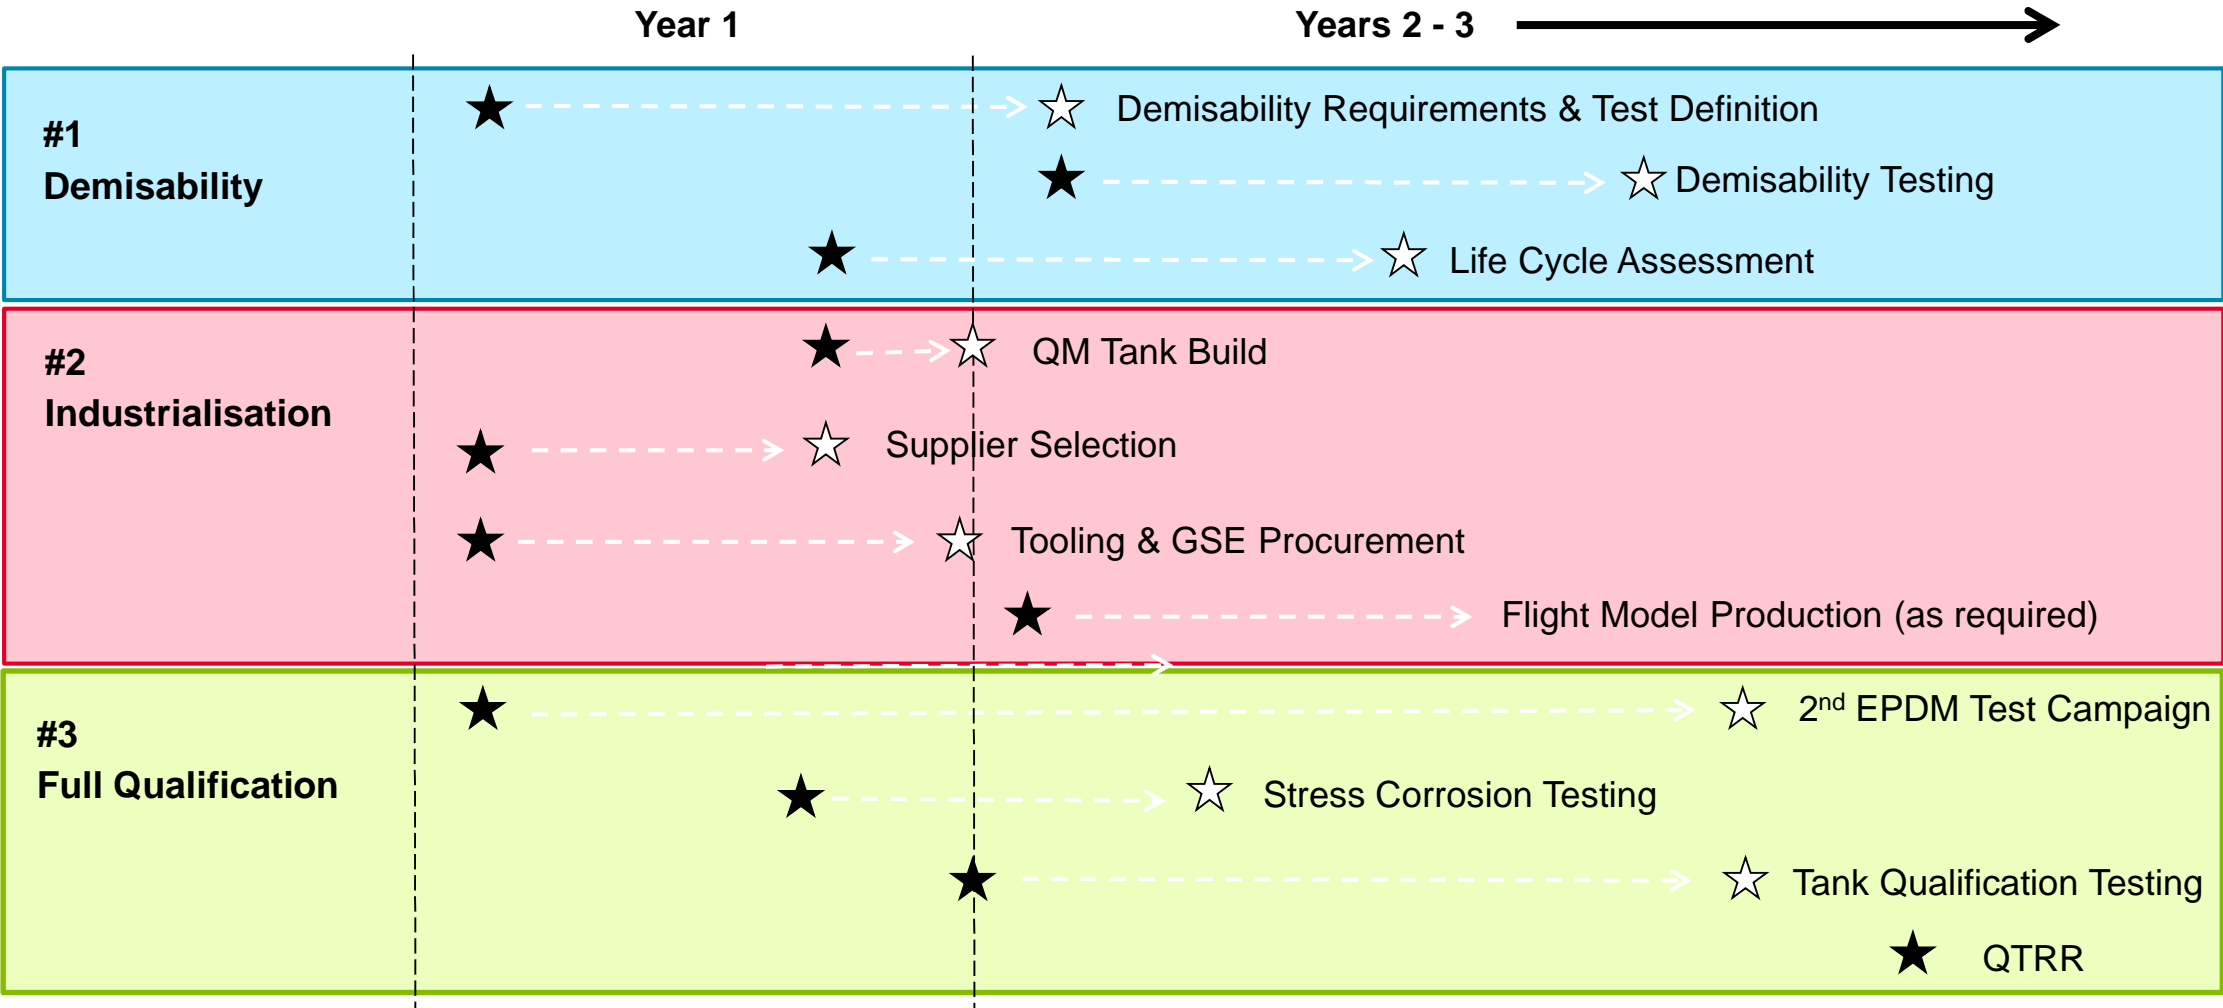 Year 1
Years 2 - 3
#1
Demisability
Demisability Requirements & Test Definition
Demisability Testing
Life Cycle Assessment
#2
Industrialisation
QM Tank Build
Supplier Selection
Tooling & GSE Procurement
Flight Model Production (as required)
#3
Full Qualification
2nd EPDM Test Campaign
Stress Corrosion Testing
Tank Qualification Testing
QTRR